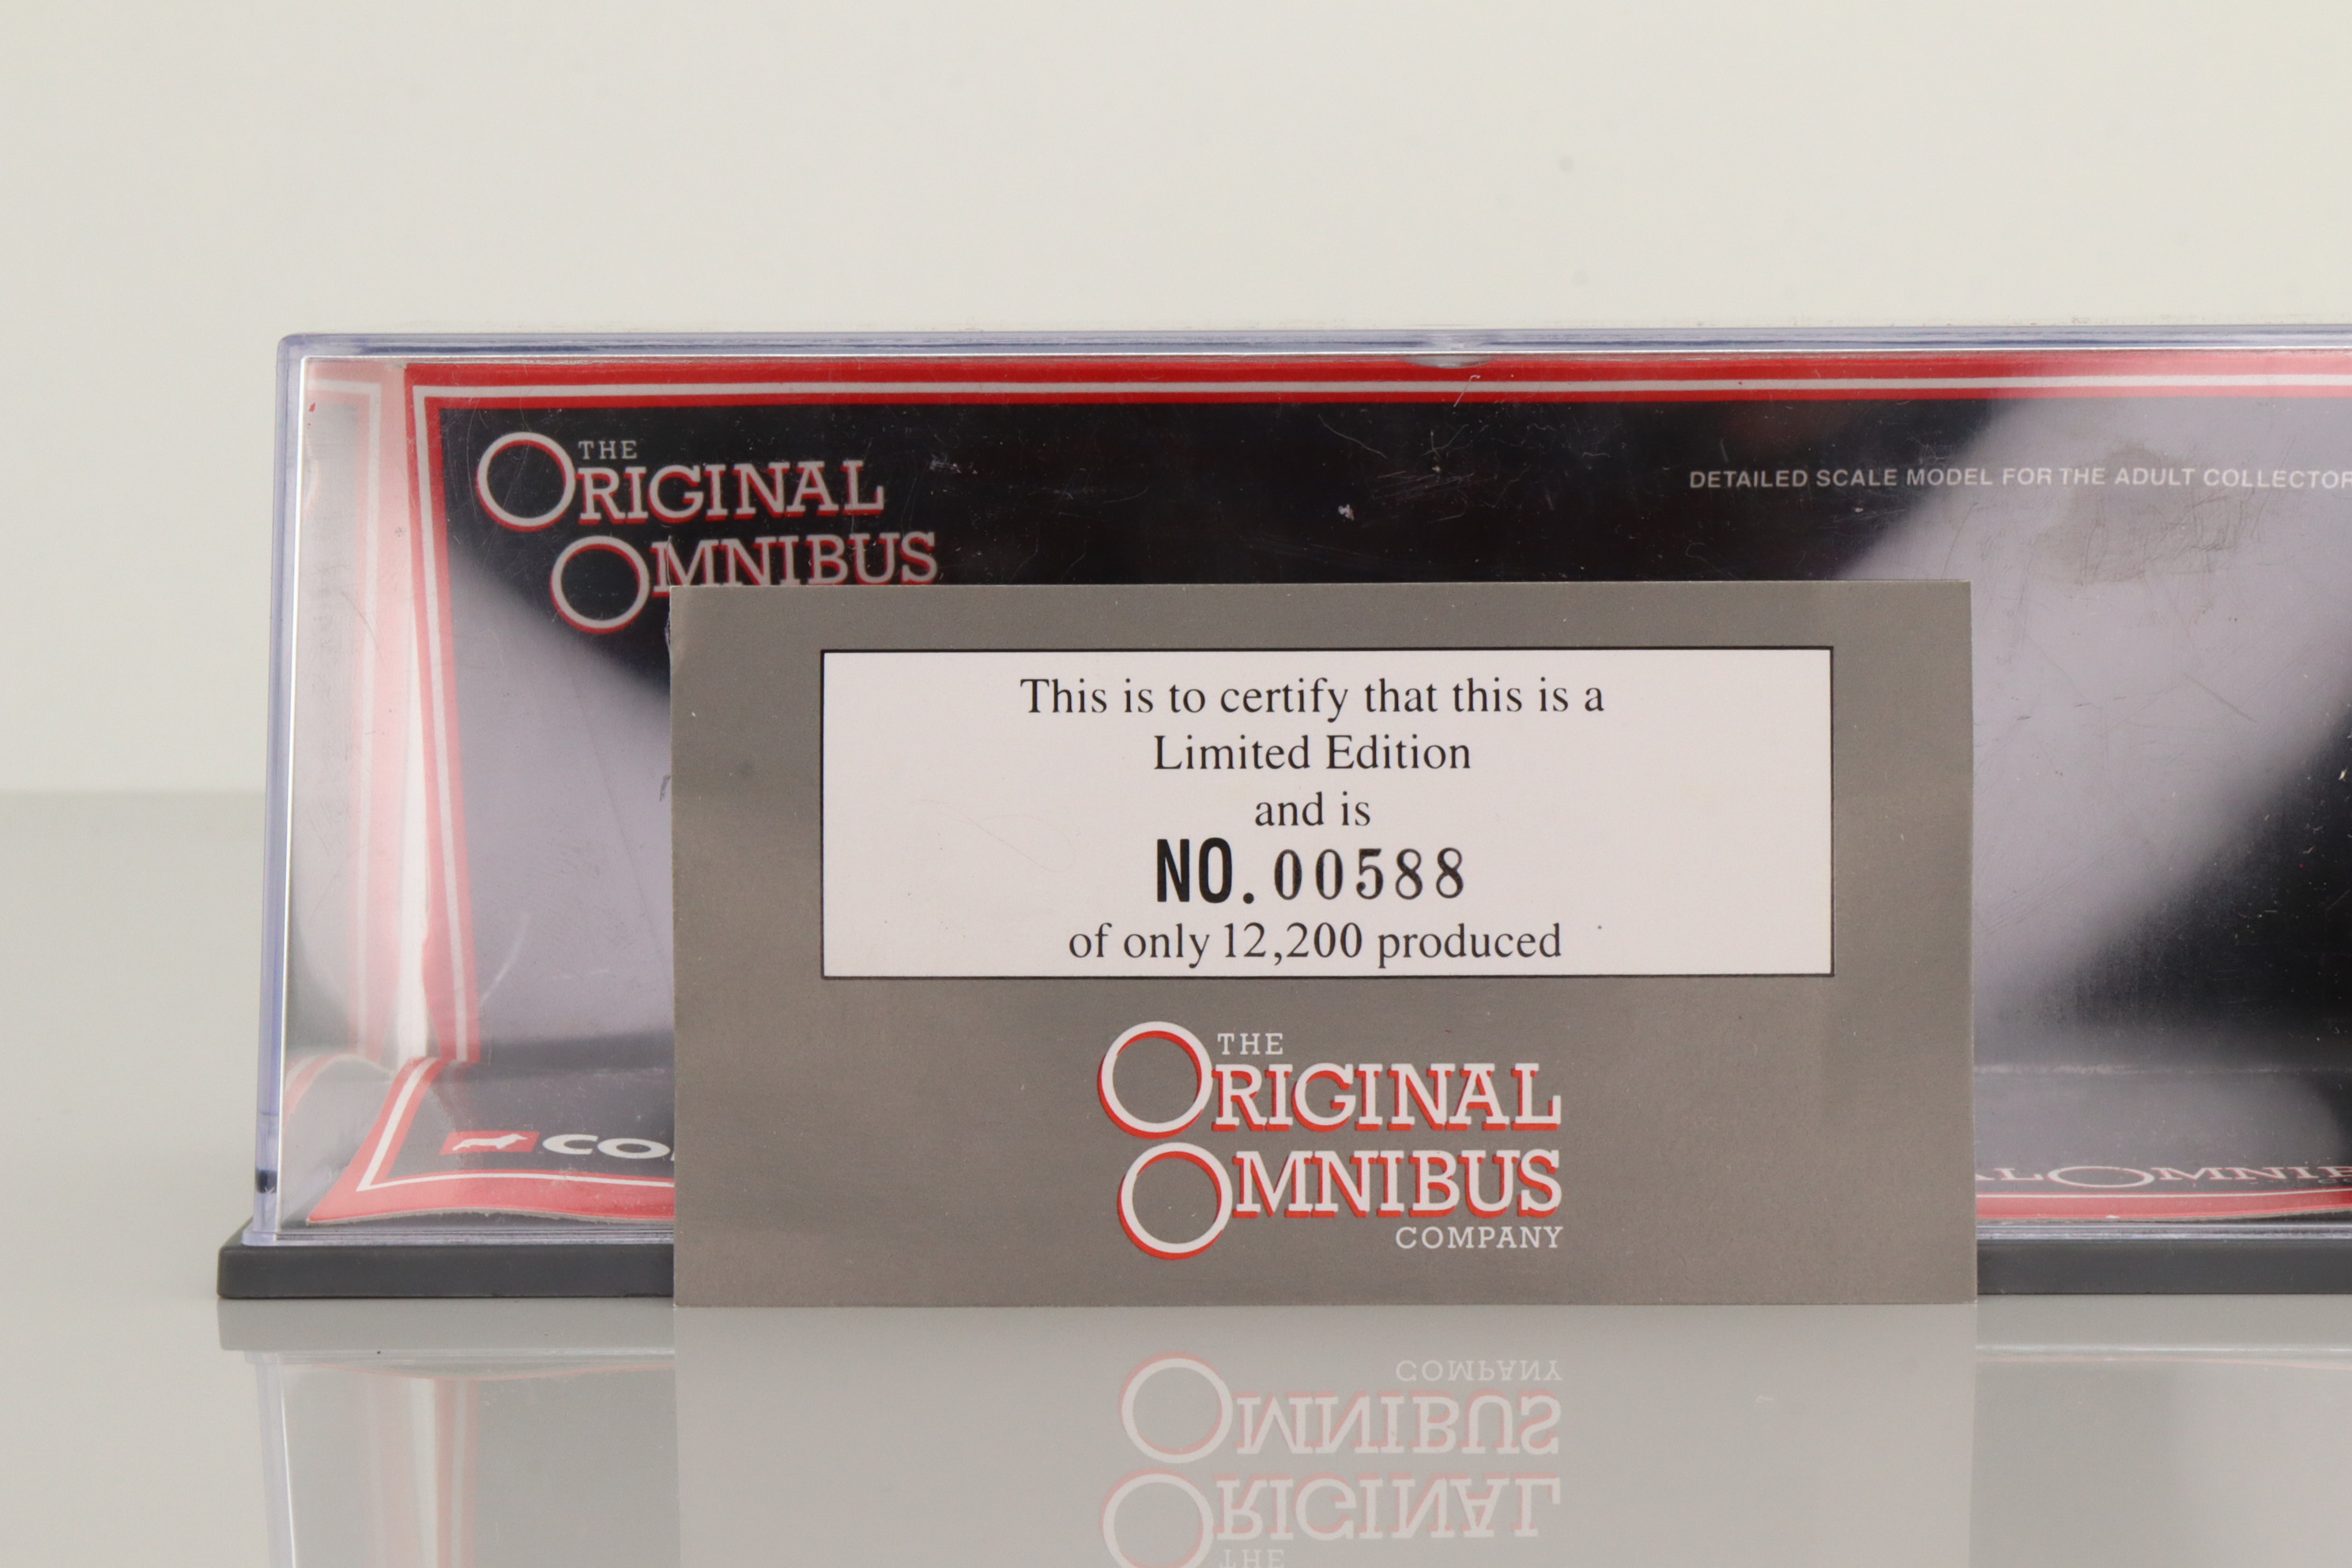 THE
ORIGINAL
OMNIBUS
DETAILED SCALE MODEL FOR THE ADULT COLLECTOR
This is to certify that this is a
Limited Edition
and is
NO. 00588
of only 12,200 produced
THE
ORIGINAL
OMNIBUS
COMPANY